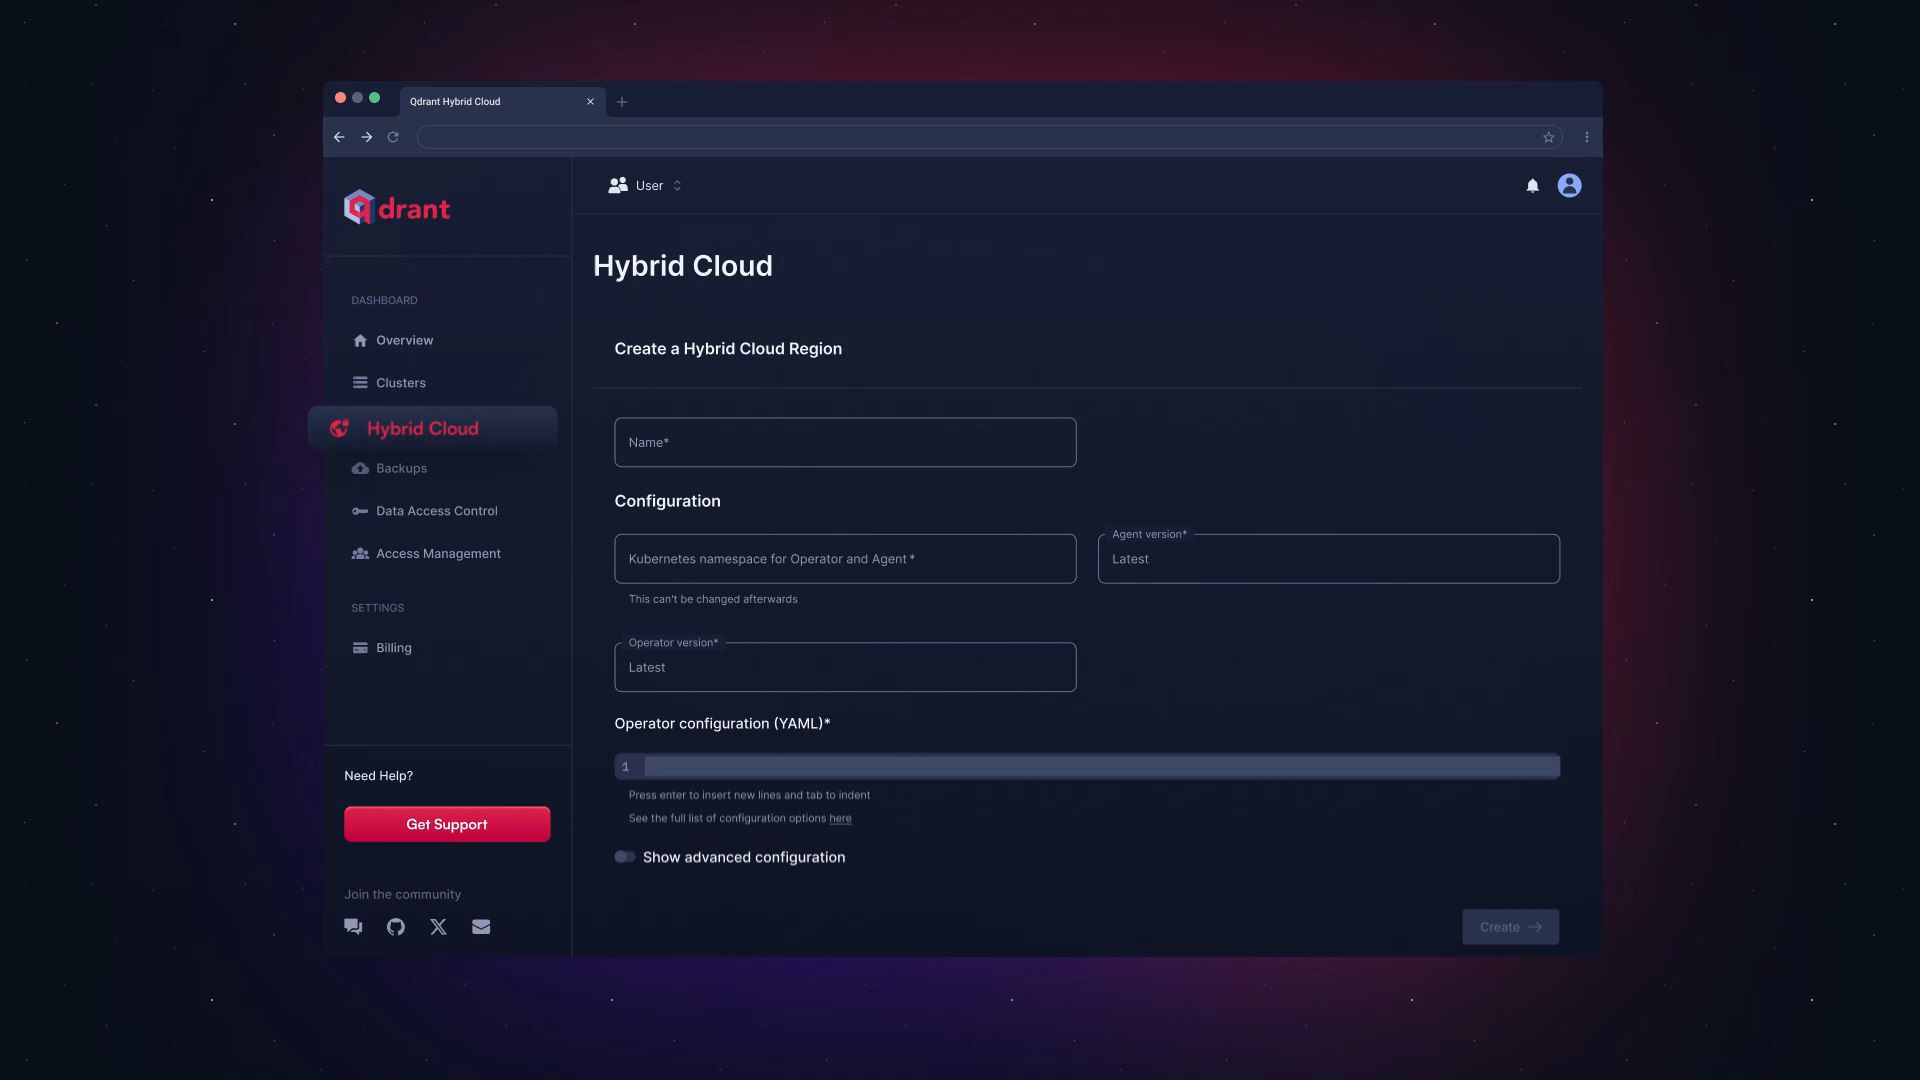 Qdrant Hybrid Cloud
qdrant
User
DASHBOARD
Overview
Clusters
Hybrid Cloud
Backups
Data Access Control
Access Management
SETTINGS
Billing
Need Help?
Get Support
Join the community
Hybrid Cloud
Create a Hybrid Cloud Region
Name*
Configuration
Kubernetes namespace for Operator and Agent *
This can't be changed afterwards
Agent version*
Latest
Operator version*
Latest
Operator configuration (YAML)*
1
Press enter to insert new lines and tab to indent
See the full list of configuration options here
Show advanced configuration
Create